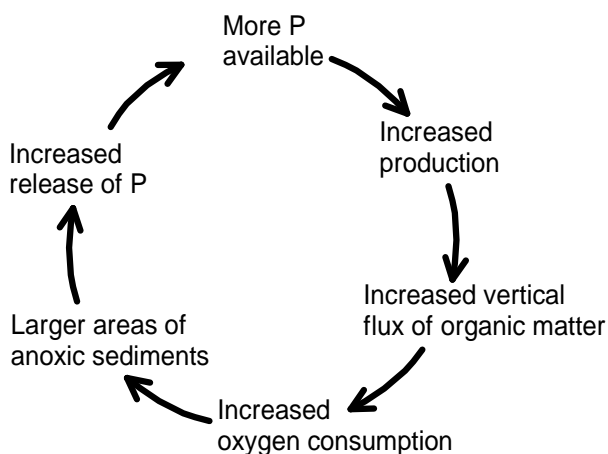 More P
available
Increased
production
Increased vertical
flux of organic matter
Increased
oxygen consumption
Larger areas of
anoxic sediments
Increased
release of P